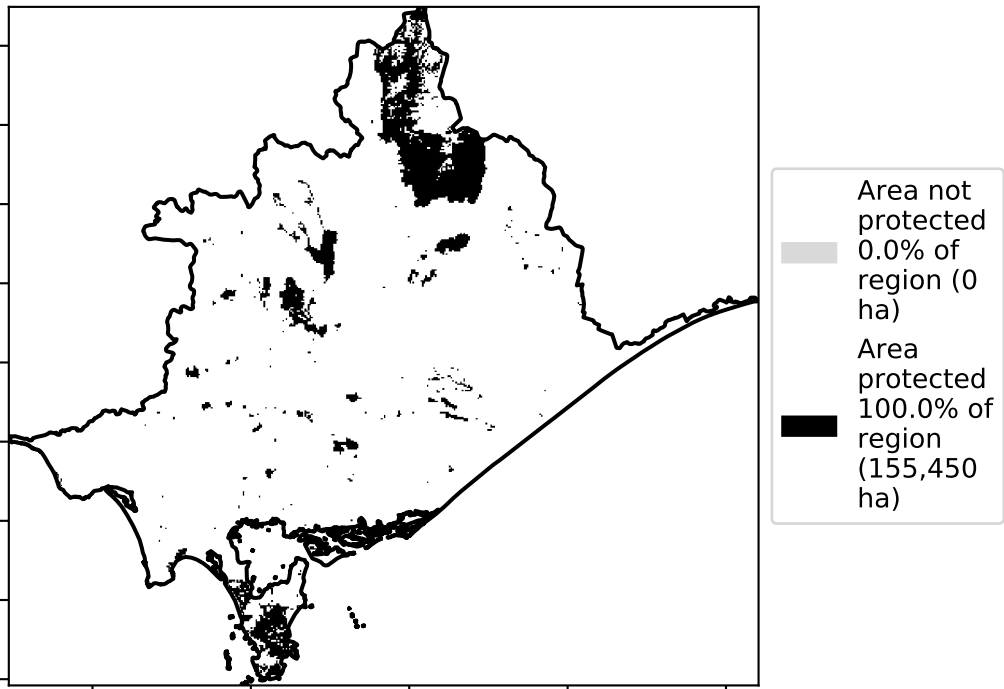 Area not
protected
0.0% of
region (0
ha)
Area
protected
100.0% of
region
(155,450
ha)